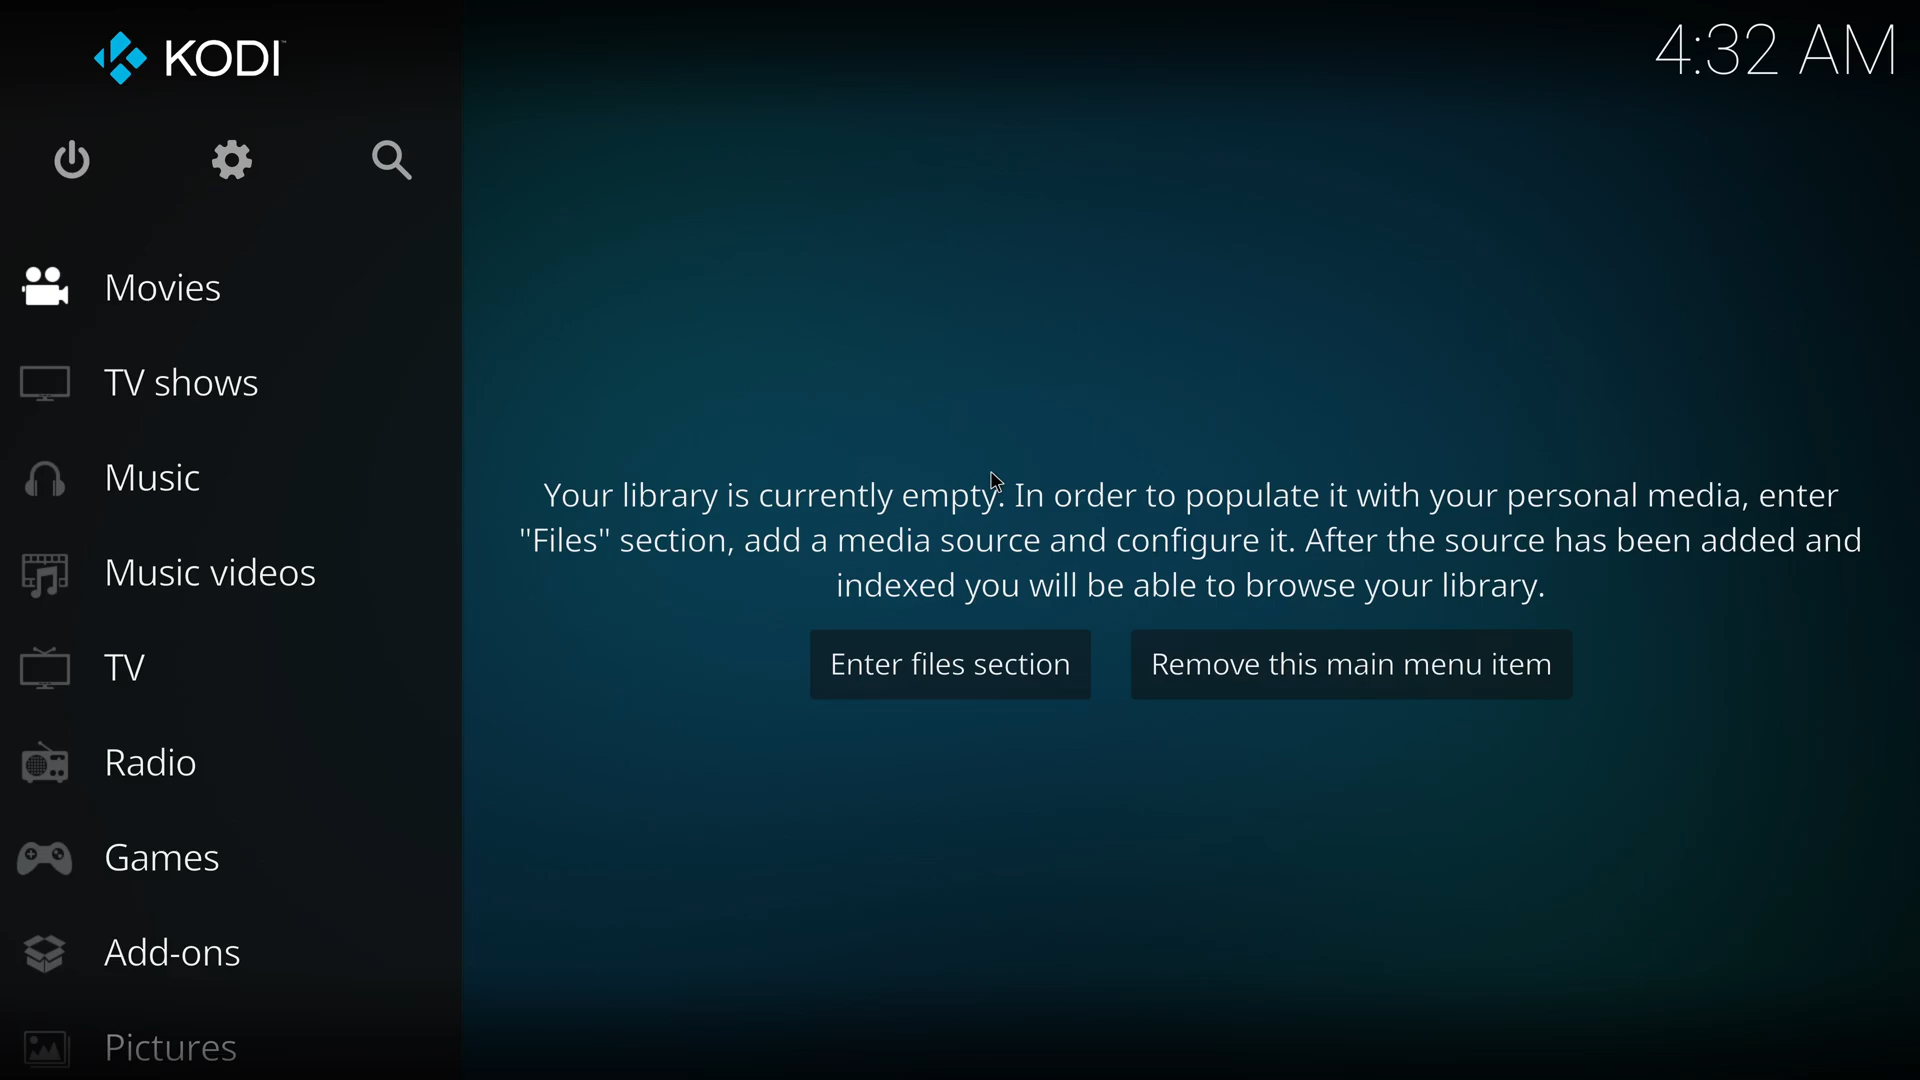 KODI
4:32 AM
Movies
TV shows
Music
Music videos
TV
Radio
Games
Add-ons
Pictures
Your library is currently empty. In order to populate it with your personal media, enter
"Files" section, add a media source and configure it. After the source has been added and
indexed you will be able to browse your library.
Enter files section
Remove this main menu item